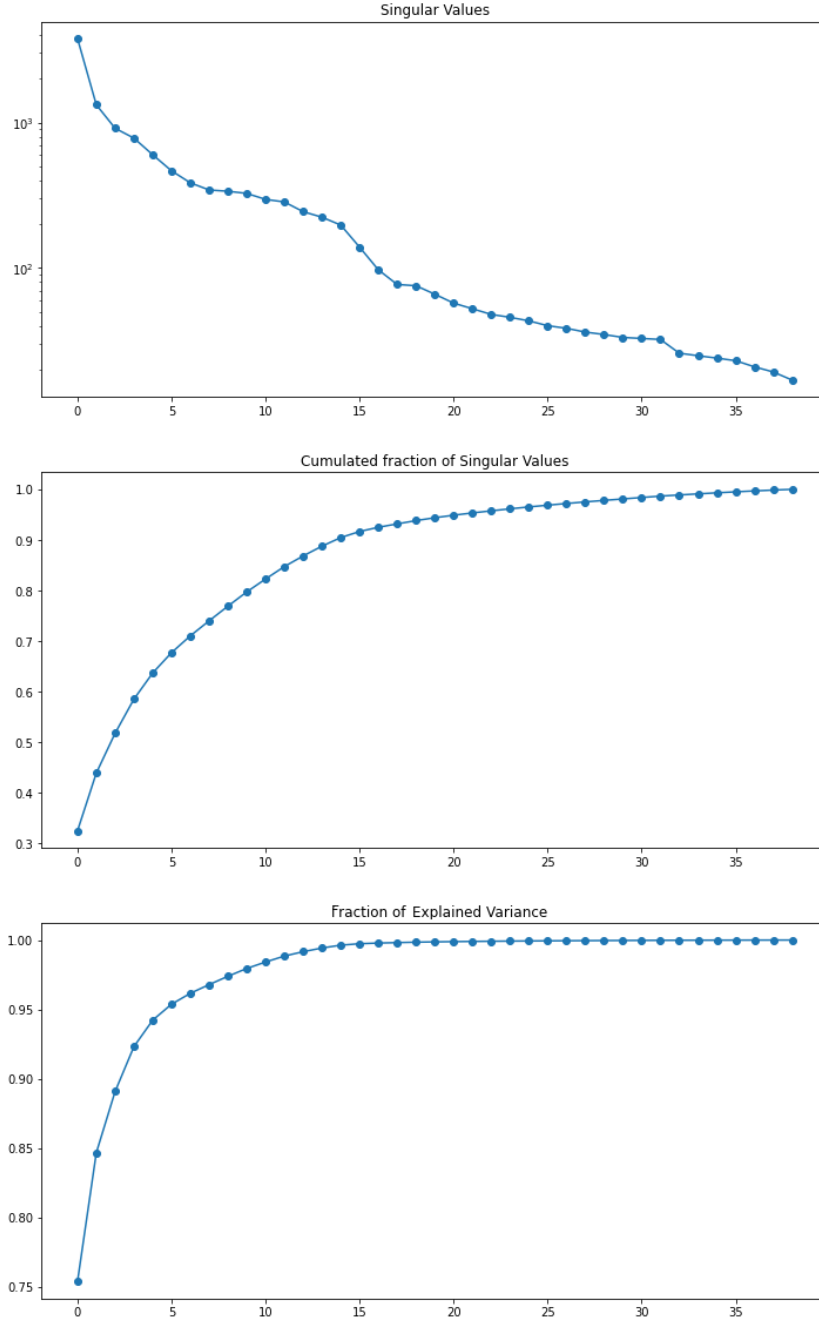 Singular Values
10³
10²
0 5 10 15 20 25 30 35
Cumulated fraction of Singular Values
1.0
0.9
0.8
0.7
0.6
0.5
0.4
0.3
0 5 10 15 20 25 30 35
Fraction of Explained Variance
1.00
0.95
0.90
0.85
0.80
0.75
0 5 10 15 20 25 30 35